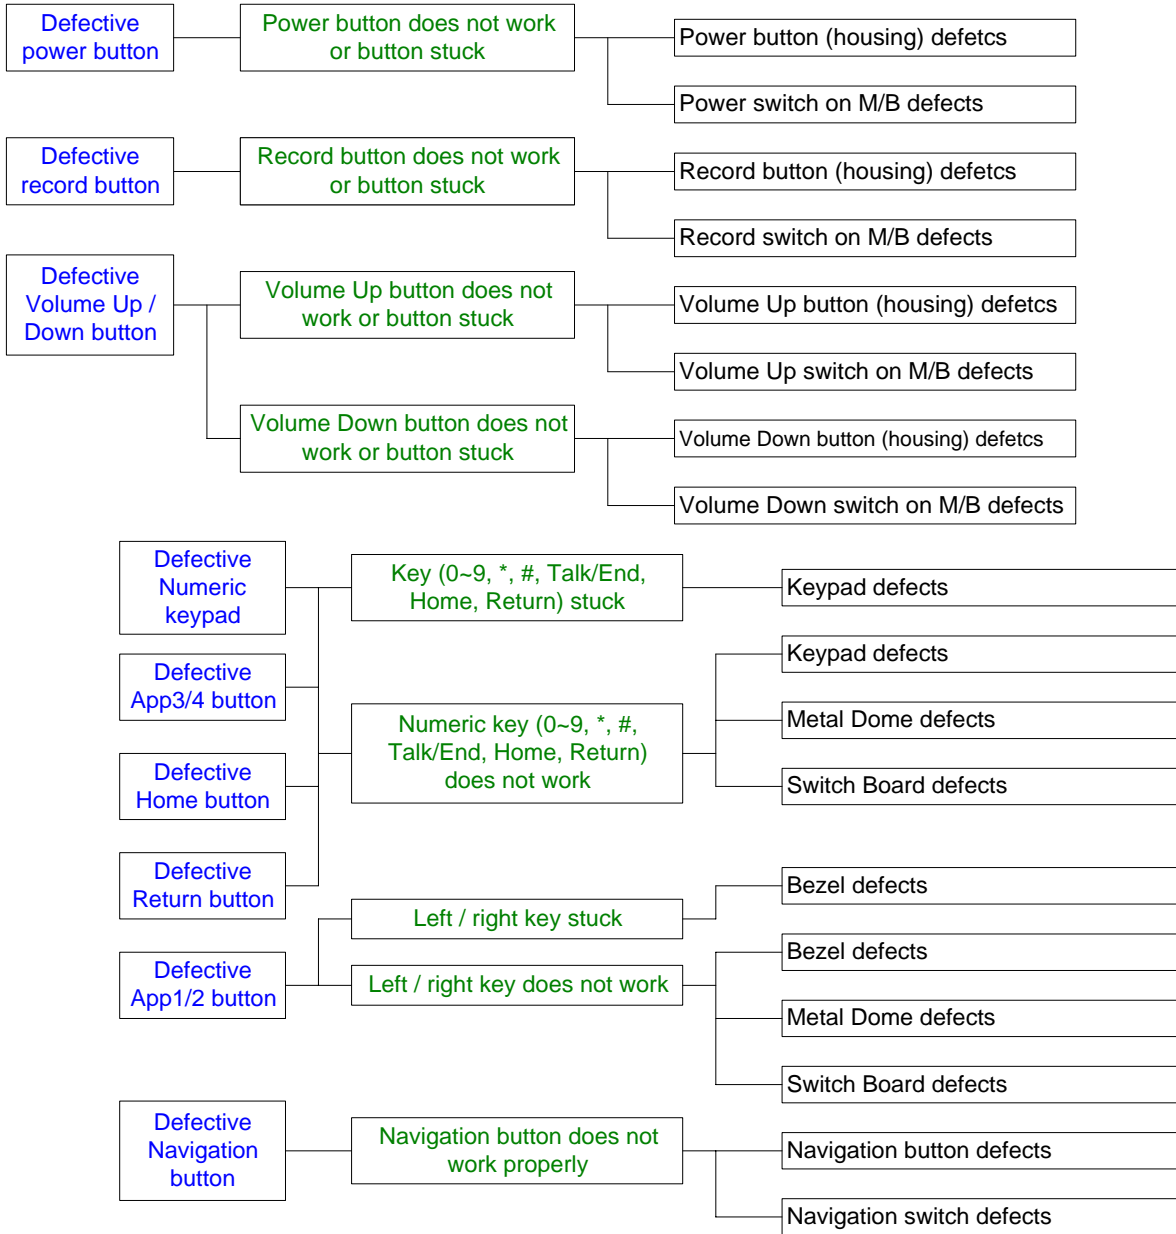 Defective
power button
Power button does not work
or button stuck
Power button (housing) defetcs
Power switch on M/B defects
Defective
record button
Record button does not work
or button stuck
Record button (housing) defetcs
Record switch on M/B defects
Defective
Volume Up /
Down button
Volume Up button does not
work or button stuck
Volume Up button (housing) defetcs
Volume Up switch on M/B defects
Volume Down button does not
work or button stuck
Volume Down button (housing) defetcs
Volume Down switch on M/B defects
Defective
Numeric
keypad
Key (0~9, *, #, Talk/End,
Home, Return) stuck
Keypad defects
Defective
App3/4 button
Keypad defects
Numeric key (0~9, *, #,
Talk/End, Home, Return)
does not work
Metal Dome defects
Defective
Home button
Switch Board defects
Defective
Return button
Left / right key stuck
Bezel defects
Defective
App1/2 button
Left / right key does not work
Bezel defects
Metal Dome defects
Switch Board defects
Defective
Navigation
button
Navigation button does not
work properly
Navigation button defects
Navigation switch defects